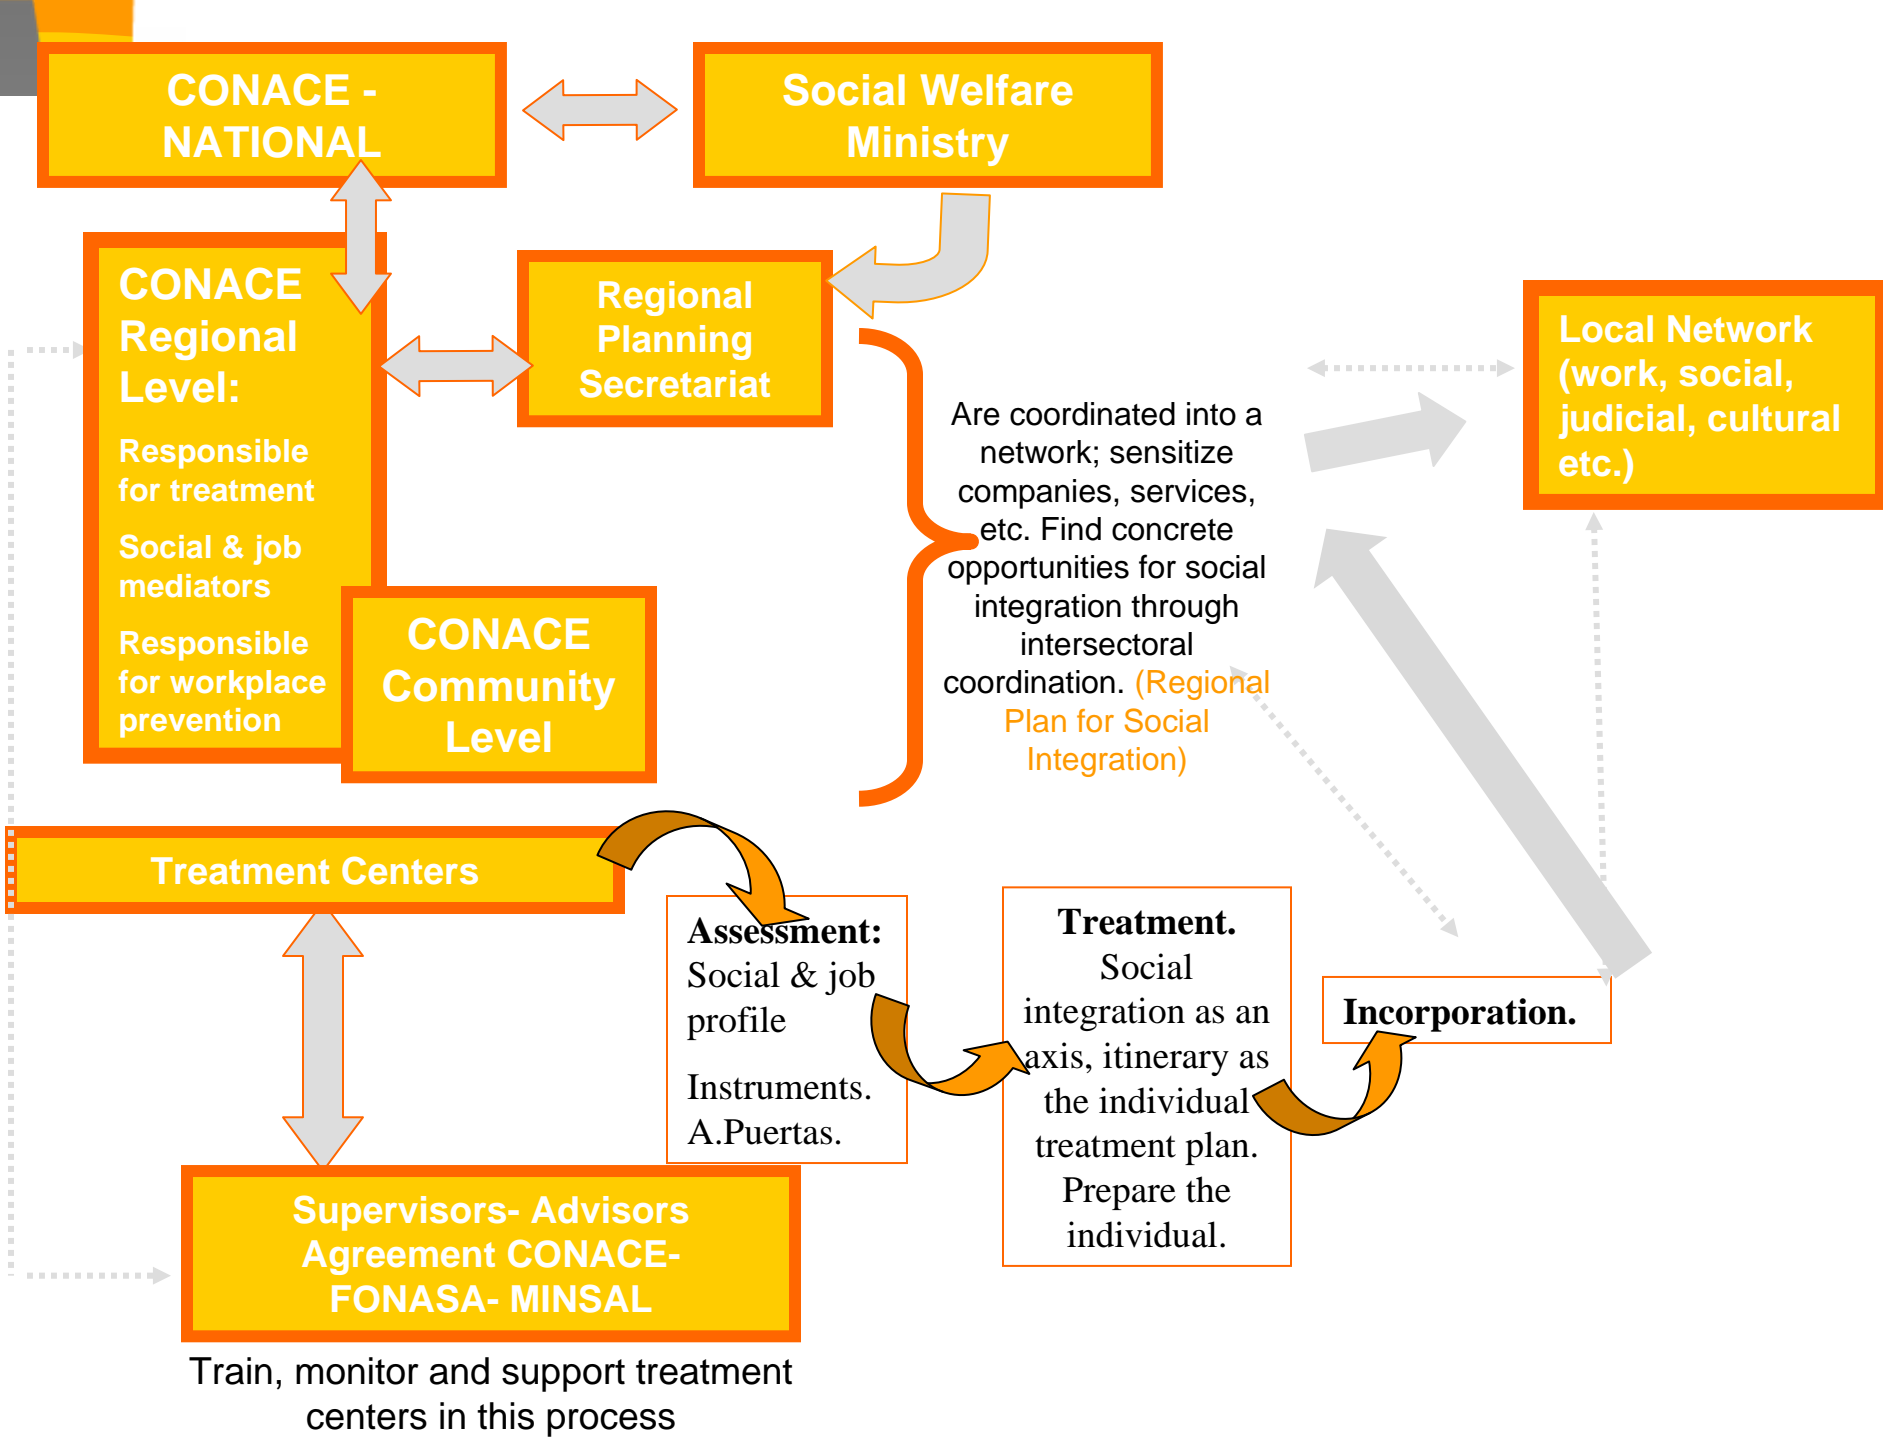 CONACE -
NATIONAL
Social Welfare
Ministry
CONACE
Regional
Level:
Responsible
for treatment
Social & job
mediators
Responsible
for workplace
prevention
Regional
Planning
Secretariat
CONACE
Community
Level
Are coordinated into a
network; sensitize
companies, services,
etc. Find concrete
opportunities for social
integration through
intersectoral
coordination. (Regional
Plan for Social
Integration)
Local Network
(work, social,
judicial, cultural
etc.)
Treatment Centers
Assessment:
Social & job
profile
Instruments.
A.Puertas.
Treatment.
Social
integration as an
axis, itinerary as
the individual
treatment plan.
Prepare the
individual.
Incorporation.
Supervisors- Advisors
Agreement CONACE-
FONASA- MINSAL
Train, monitor and support treatment
centers in this process